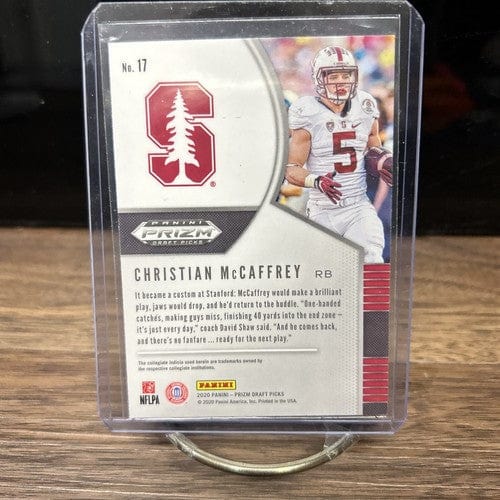 No. 17
S
®
5
PANINI
PRIZM
DRAFT PICKS
CHRISTIAN McCAFFREY RB
It became a custom at Stanford: McCaffrey would make a brilliant
play, jaws would drop, and he'd return to the huddle. "One-handed
catches, making guys miss, finishing 40 yards into the end zone –
it's just every day," coach David Shaw said. "And he comes back,
and there's no fanfare ... ready for the next play."
The collegiate indicia used herein are trademarks owned by
the respective collegiate institutions.
NFLPA
PANINI
2020 PANINI – PRIZM DRAFT PICKS
© 2020 Panini America, Inc. Printed in the USA.